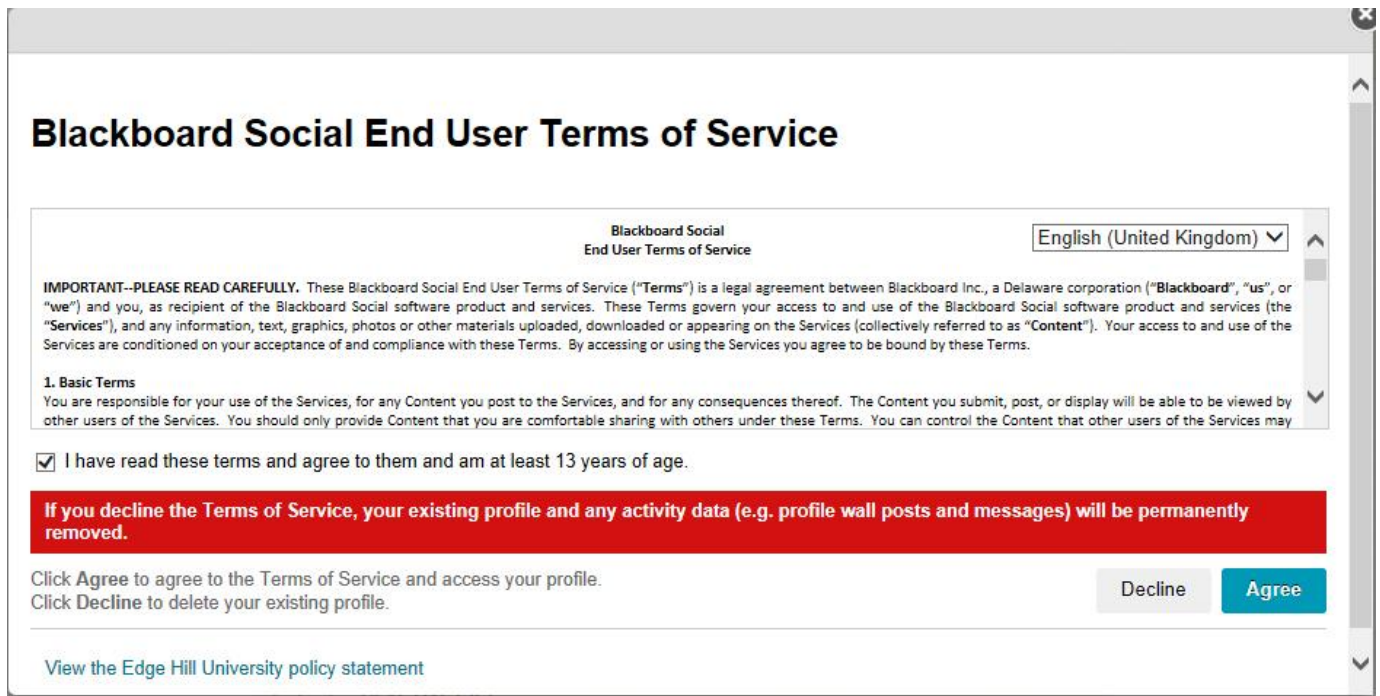 Blackboard Social End User Terms of Service
Blackboard Social
End User Terms of Service
English (United Kingdom)
IMPORTANT--PLEASE READ CAREFULLY. These Blackboard Social End User Terms of Service ("Terms") is a legal agreement between Blackboard Inc., a Delaware corporation ("Blackboard", "us", or
"we") and you, as recipient of the Blackboard Social software product and services. These Terms govern your access to and use of the Blackboard Social software product and services (the
"Services"), and any information, text, graphics, photos or other materials uploaded, downloaded or appearing on the Services (collectively referred to as "Content"). Your access to and use of the
Services are conditioned on your acceptance of and compliance with these Terms. By accessing or using the Services you agree to be bound by these Terms.
1. Basic Terms
You are responsible for your use of the Services, for any Content you post to the Services, and for any consequences thereof. The Content you submit, post, or display will be able to be viewed by
other users of the Services. You should only provide Content that you are comfortable sharing with others under these Terms. You can control the Content that other users of the Services may
I have read these terms and agree to them and am at least 13 years of age.
If you decline the Terms of Service, your existing profile and any activity data (e.g. profile wall posts and messages) will be permanently
removed.
Click Agree to agree to the Terms of Service and access your profile.
Click Decline to delete your existing profile.
Decline
Agree
View the Edge Hill University policy statement